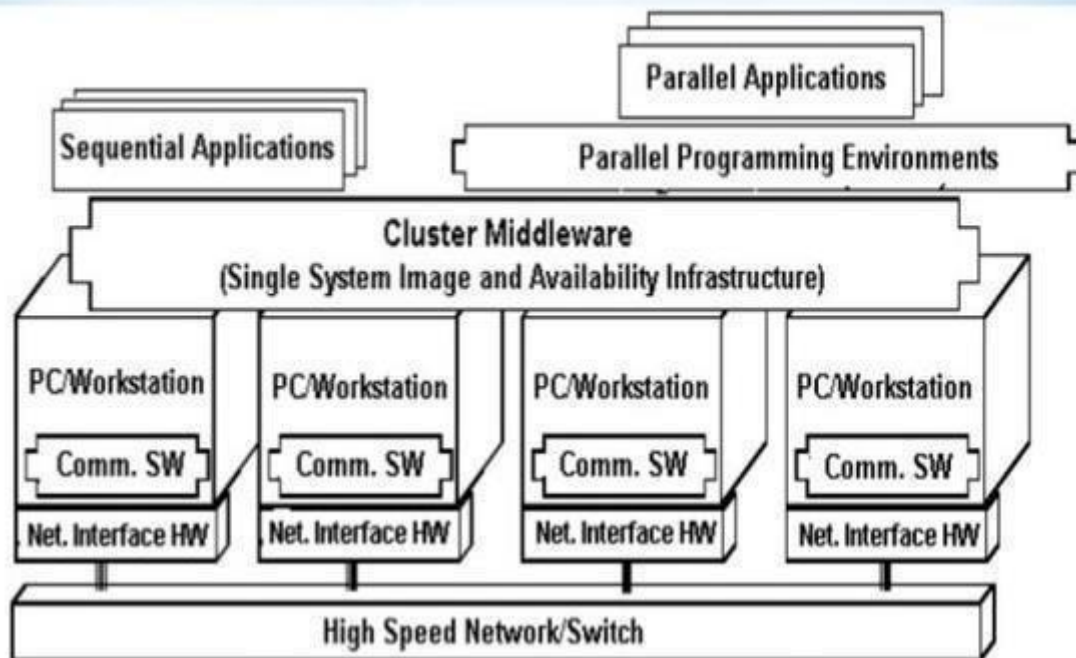 Parallel Applications
Sequential Applications
Parallel Programming Environments
Cluster Middleware
(Single System Image and Availability Infrastructure)
PC/Workstation
PC/Workstation
PC/Workstation
PC/Workstation
Comm. SW
Comm. SW
Comm. SW
Comm. SW
Net. Interface HW
Net. Interface HW
Net. Interface HW
Net. Interface HW
High Speed Network/Switch